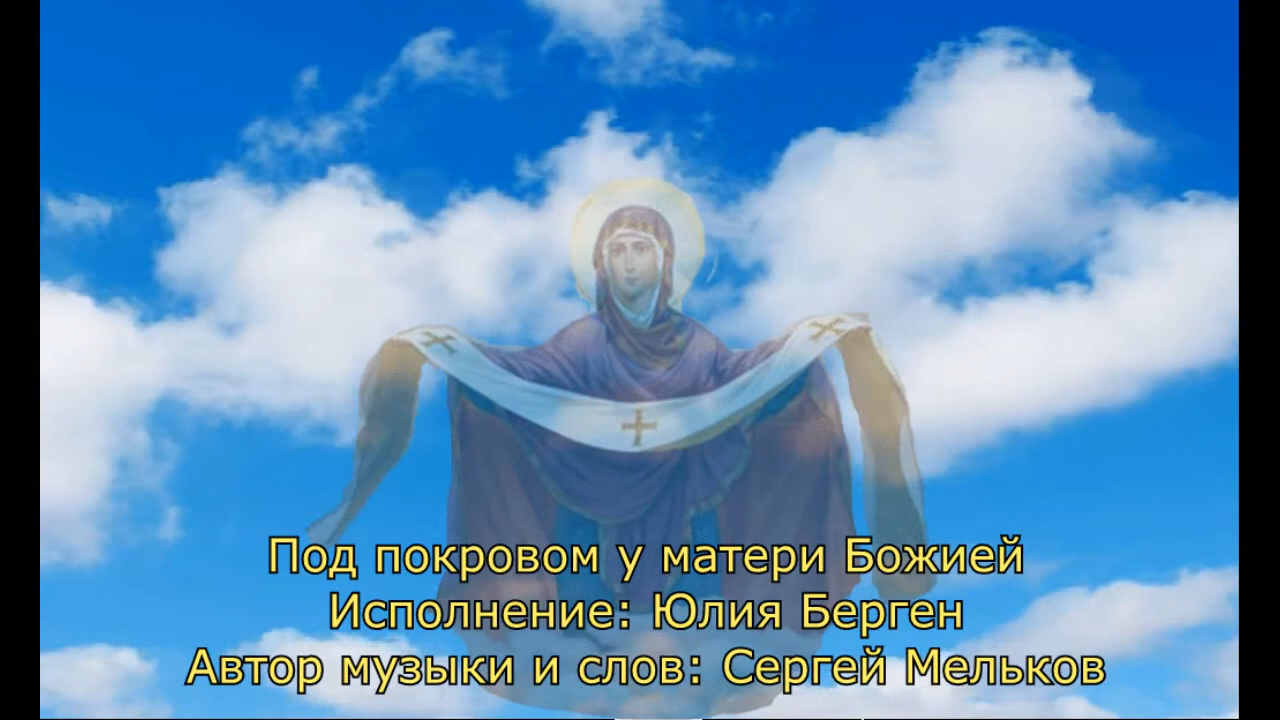 Под покровом у матери Божией
Исполнение: Юлия Берген
Автор музыки и слов: Сергей Мельков